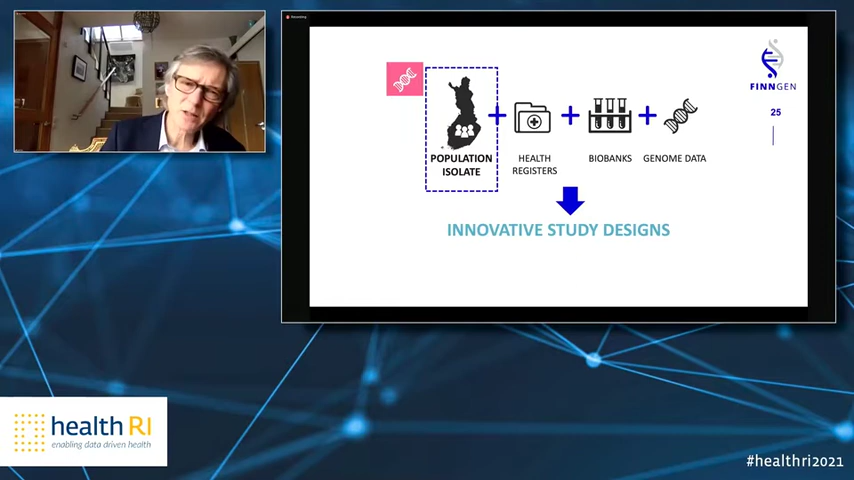 FINNGEN
25
POPULATION
ISOLATE
HEALTH
REGISTERS
BIOBANKS
GENOME DATA
INNOVATIVE STUDY DESIGNS
health RI
enabling data driven health
#healthri2021